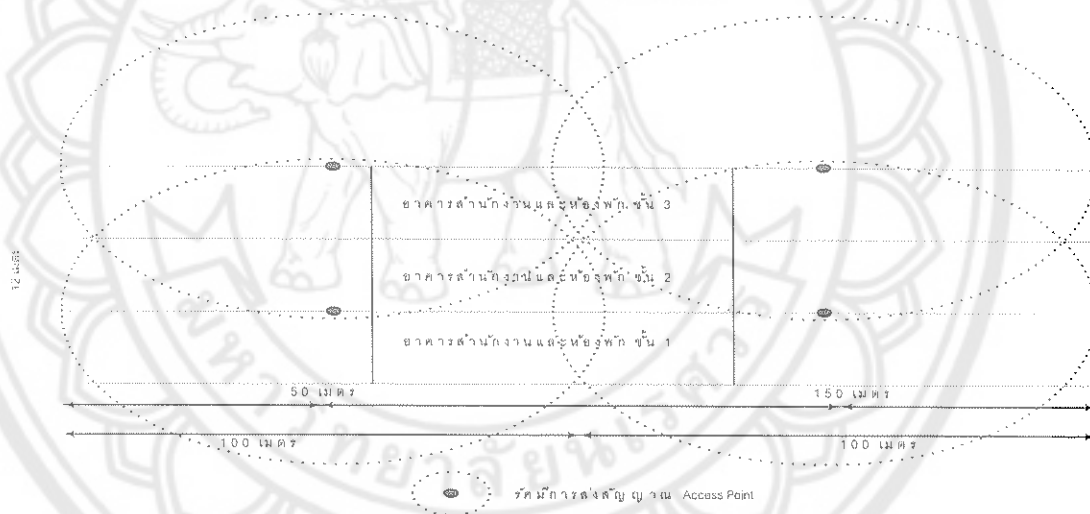 อาคารสำนักงานและห้องพัก ชั้น 3
12 เมตร
อาคารสำนักงานและห้องพัก ชั้น 2
อาคารสำนักงานและห้องพัก ชั้น 1
50 เมตร
150 เมตร
100 เมตร
100 เมตร
รัศมีการส่งสัญญาณ Access Point